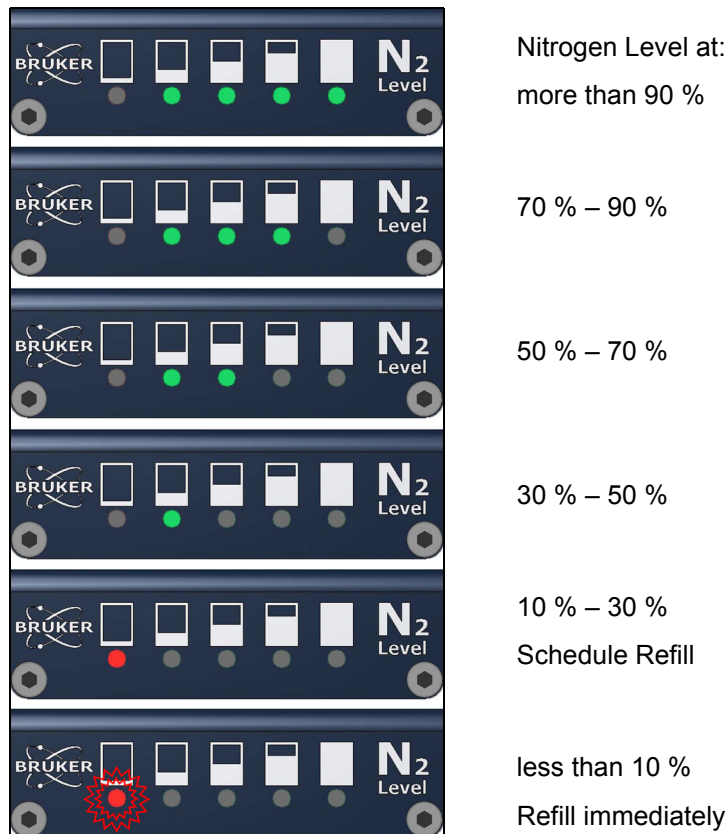 Nitrogen Level at:
BRUKER N2 Level more than 90 %
BRUKER N2 Level 70 % – 90 %
BRUKER N2 Level 50 % – 70 %
BRUKER N2 Level 30 % – 50 %
BRUKER N2 Level 10 % – 30 %
Schedule Refill
BRUKER N2 Level less than 10 %
Refill immediately